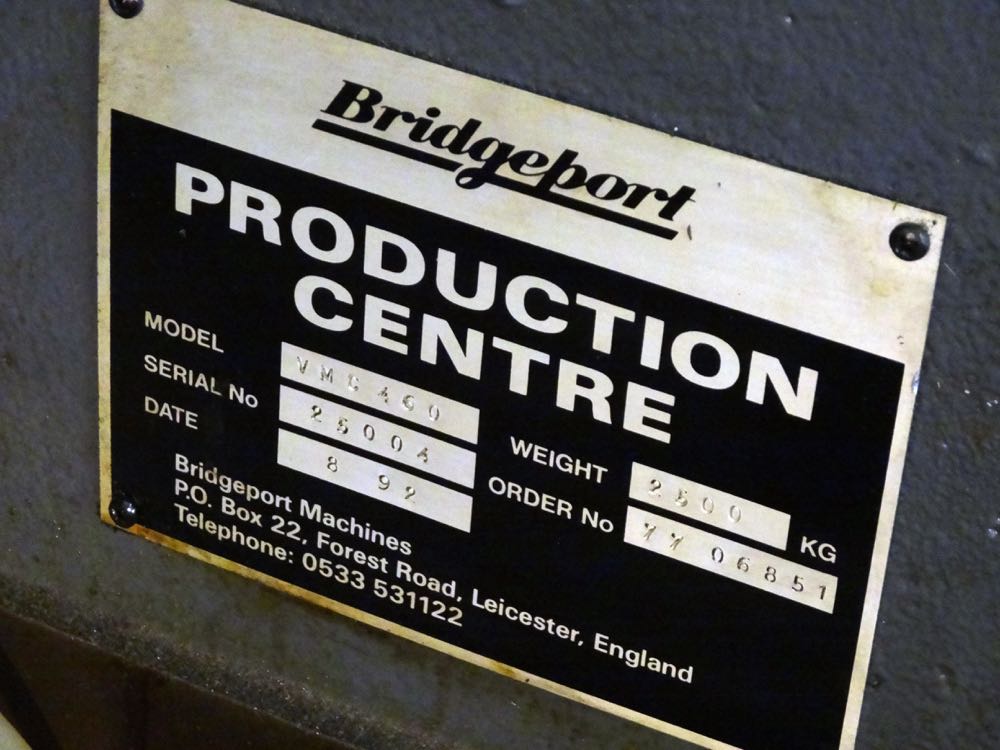 Bridgeport
PRODUCTION
CENTRE
MODEL VMC460
SERIAL No 25004
DATE 8 92
WEIGHT 2500 KG
ORDER No 77 06851
Bridgeport Machines
P.O. Box 22, Forest Road, Leicester, England
Telephone: 0533 531122